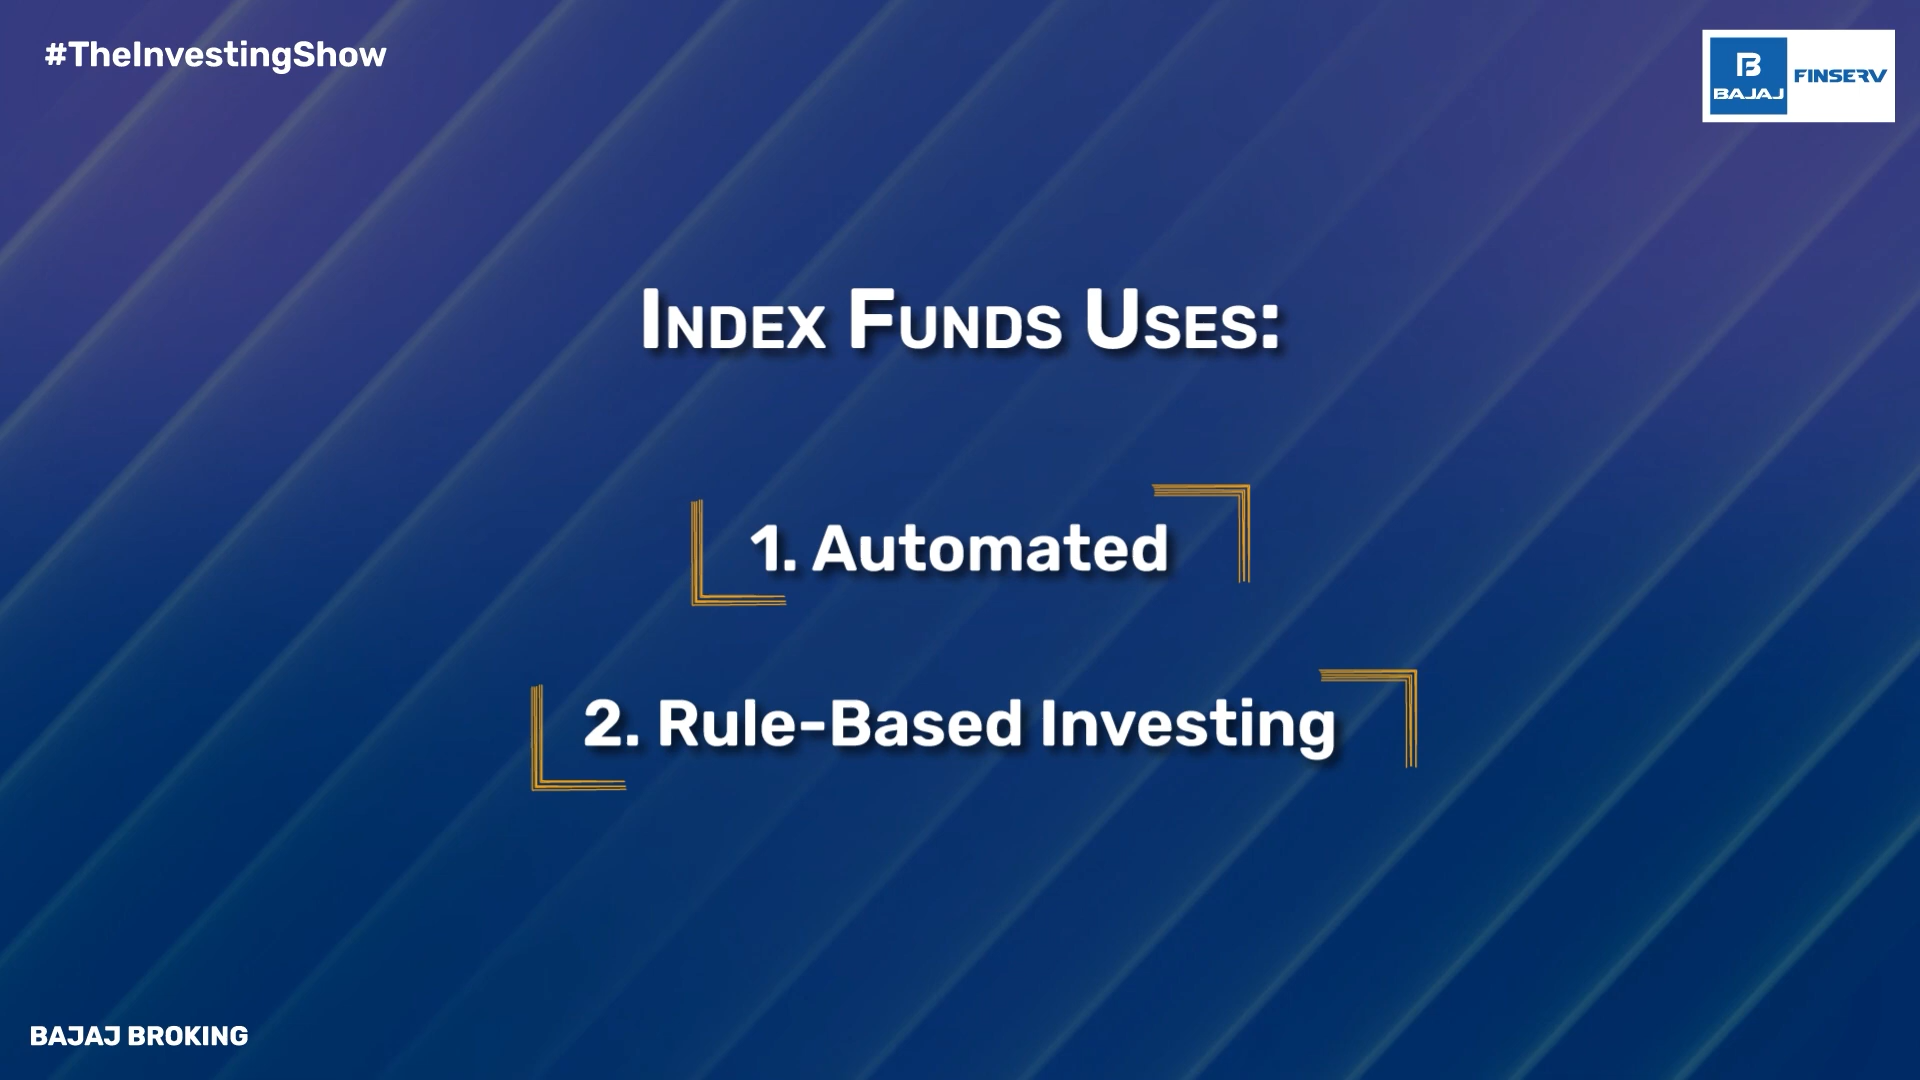 #TheInvestingShow
B
BAJAJ
FINSERV
Index Funds Uses:
1. Automated
2. Rule-Based Investing
BAJAJ BROKING